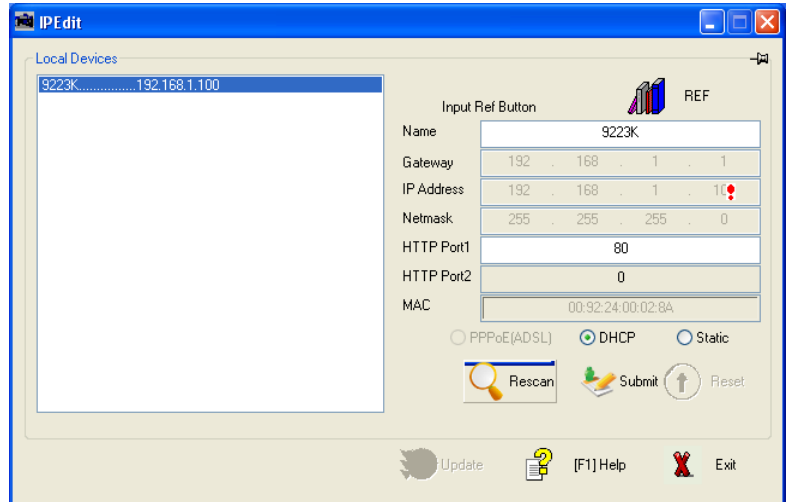 IPEdit
Local Devices
9223K................192.168.1.100
Input Ref Button
REF
Name 9223K
Gateway 192 . 168 . 1 . 1
IP Address 192 . 168 . 1 .
Netmask 255 . 255 . 255 . 0
HTTP Port1 80
HTTP Port2 0
MAC 00:92:24:00:02:8A
PPPoE(ADSL) DHCP Static
Rescan Submit Reset
Update [F1] Help Exit